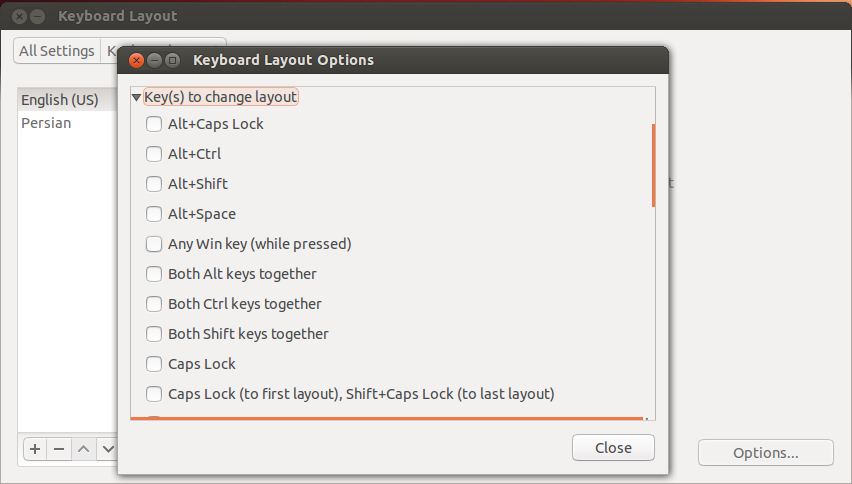 Keyboard Layout
All Settings
Keyboard Layout Options
Key(s) to change layout
English (US)
Persian
Alt+Caps Lock
Alt+Ctrl
Alt+Shift
Alt+Space
Any Win key (while pressed)
Both Alt keys together
Both Ctrl keys together
Both Shift keys together
Caps Lock
Caps Lock (to first layout), Shift+Caps Lock (to last layout)
Close
Options...